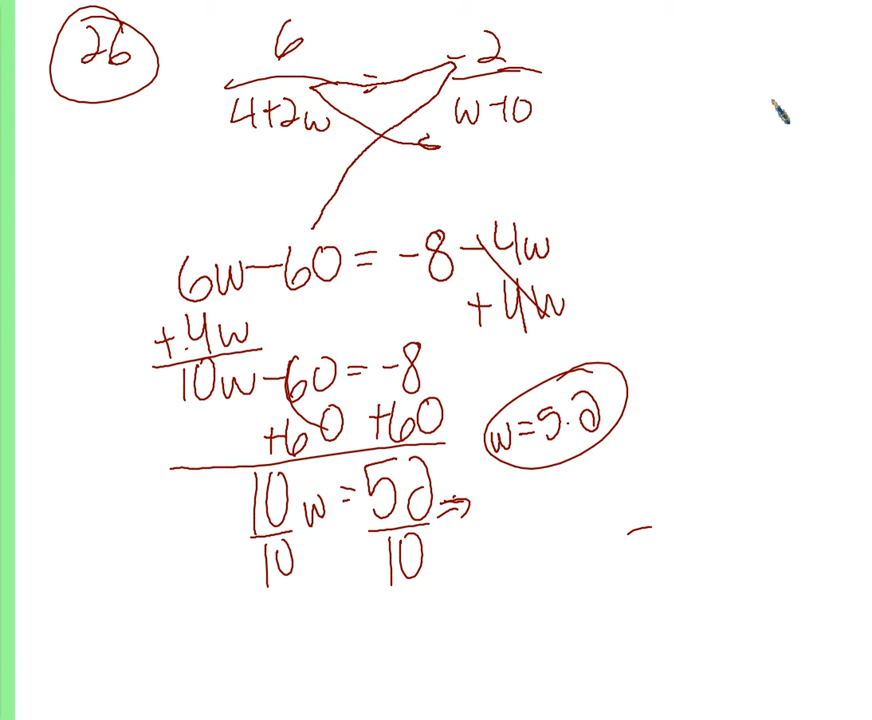 26
6 = -2
4+2w w-10
6w-60 = -8-4w
+4w +4w
10w-60 = -8
+60 +60
w=5.2
10w = 52 ⇒
10 10